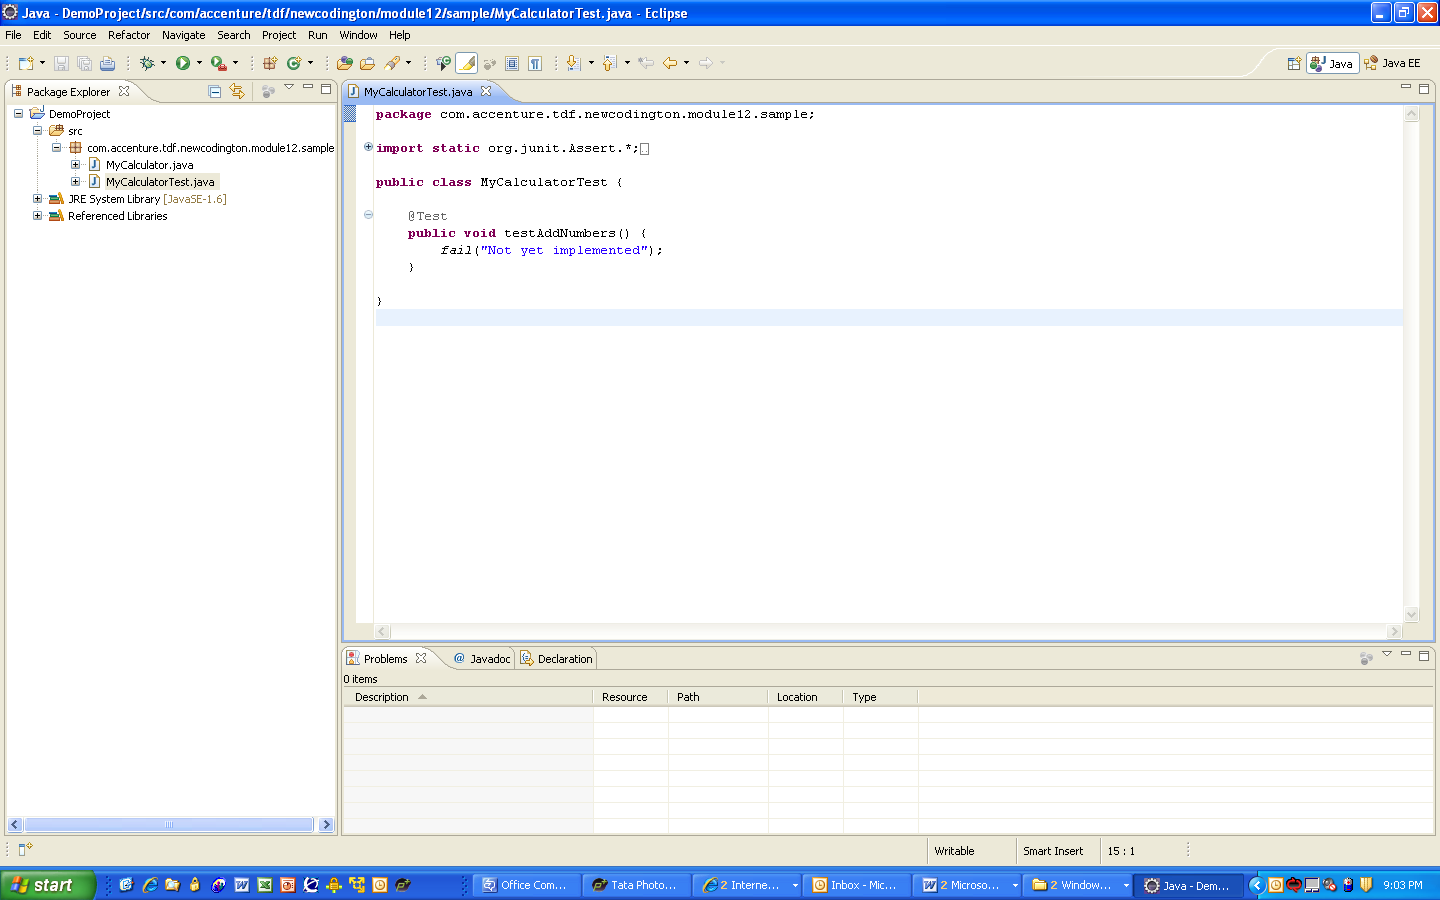 Java - DemoProject/src/com/accenture/tdf/newcodington/module12/sample/MyCalculatorTest.java - Eclipse
File Edit Source Refactor Navigate Search Project Run Window Help
Java Java EE
Package Explorer
DemoProject
src
com.accenture.tdf.newcodington.module12.sample
MyCalculator.java
MyCalculatorTest.java
JRE System Library [JavaSE-1.6]
Referenced Libraries
MyCalculatorTest.java
package com.accenture.tdf.newcodington.module12.sample;
import static org.junit.Assert.*;
public class MyCalculatorTest {
@Test
public void testAddNumbers() {
fail("Not yet implemented");
}
}
Problems Javadoc Declaration
0 items
Description Resource Path Location Type
Writable Smart Insert 15 : 1
start Office Com... Tata Photo... 2 Interne... Inbox - Mic... 2 Microso... 2 Window... Java - Dem... 9:03 PM